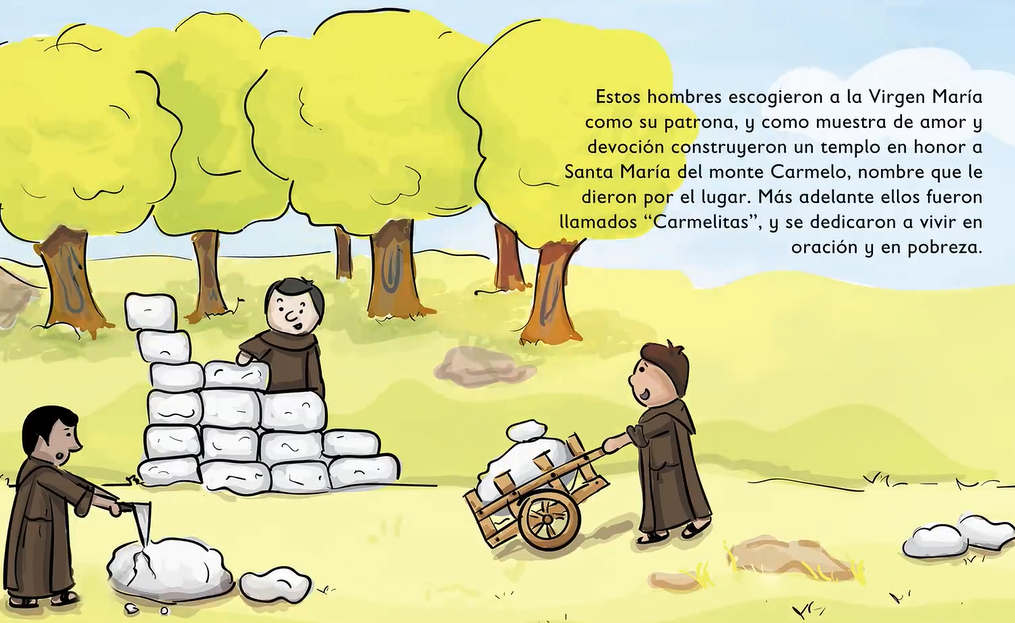 Estos hombres escogieron a la Virgen María
como su patrona, y como muestra de amor y
devoción construyeron un templo en honor a
Santa María del monte Carmelo, nombre que le
dieron por el lugar. Más adelante ellos fueron
llamados “Carmelitas”, y se dedicaron a vivir en
oración y en pobreza.